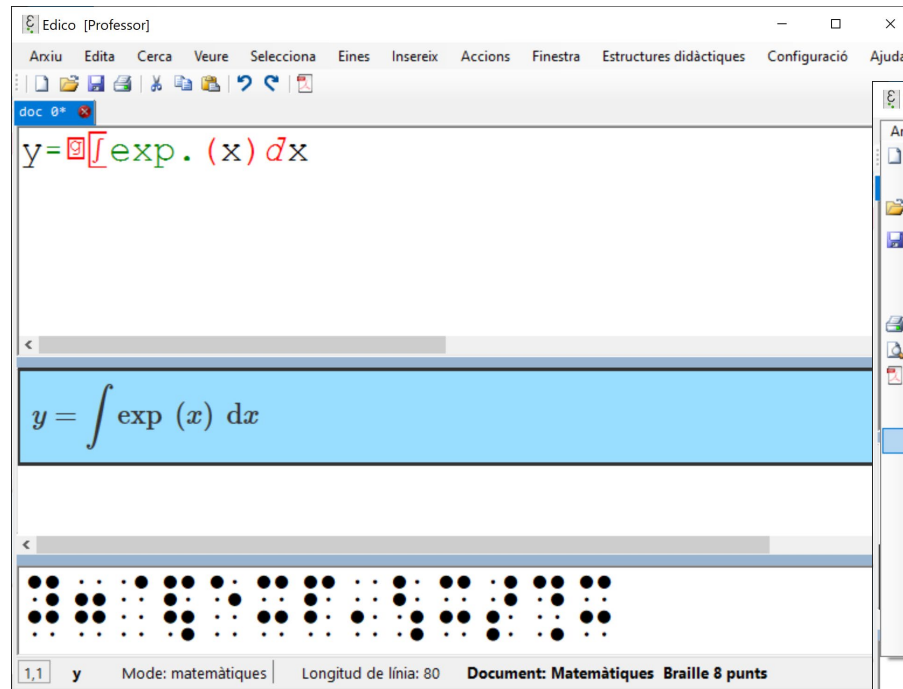 Edico [Professor]
Arxiu Edita Cerca Veure Selecciona Eines Insereix Accions Finestra Estructures didàctiques Configuració Ajuda
doc 0*
y=g∫exp.(x)dx
y = ∫ exp (x) dx
1,1 y Mode: matemàtiques Longitud de línia: 80 Document: Matemàtiques Braille 8 punts